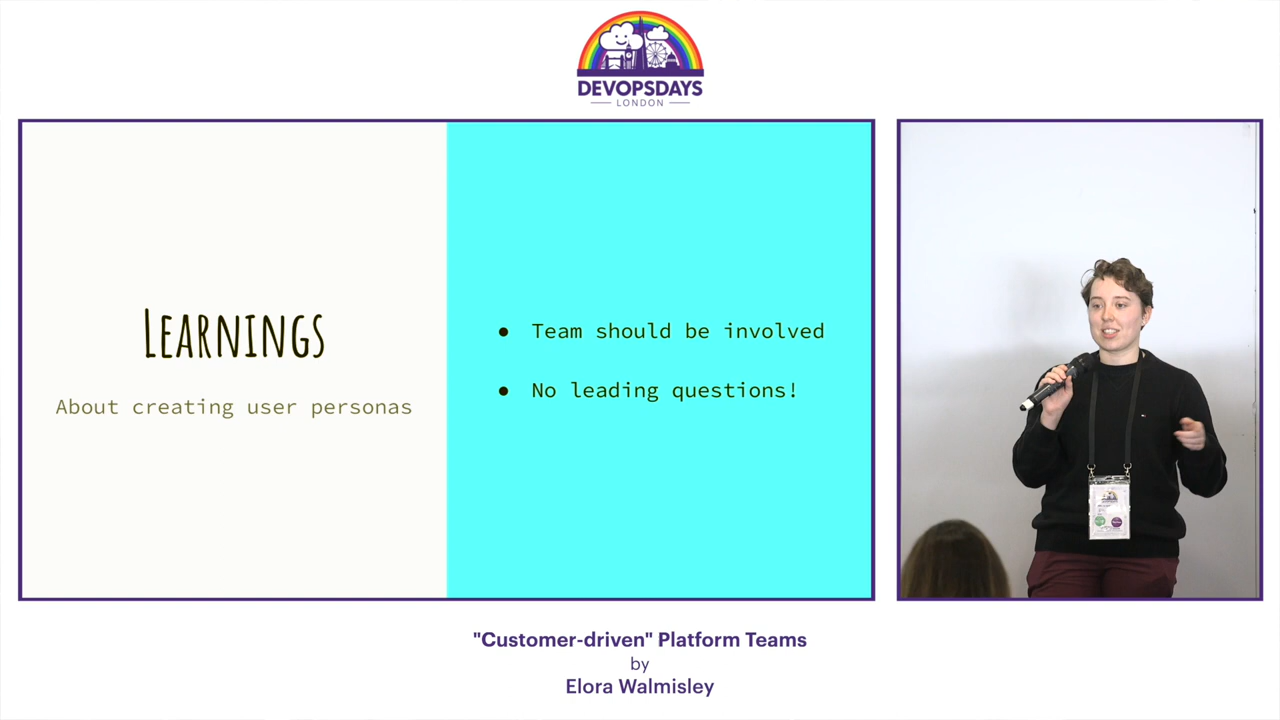 DEVOPSDAYS
LONDON
LEARNINGS
About creating user personas
● Team should be involved
● No leading questions!
"Customer-driven" Platform Teams
by
Elora Walmisley